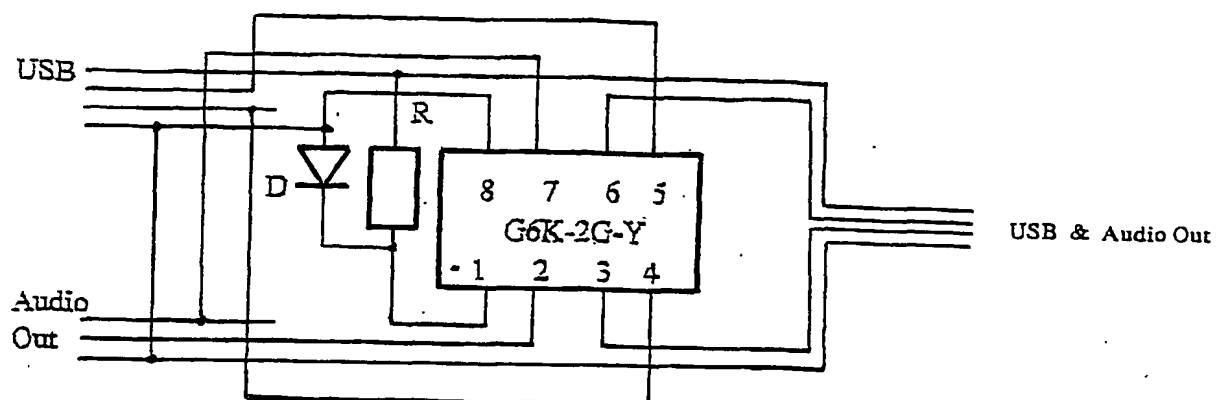 USB
R
D
8 7 6 5
G6K-2G-Y
1 2 3 4
USB & Audio Out
Audio
Out